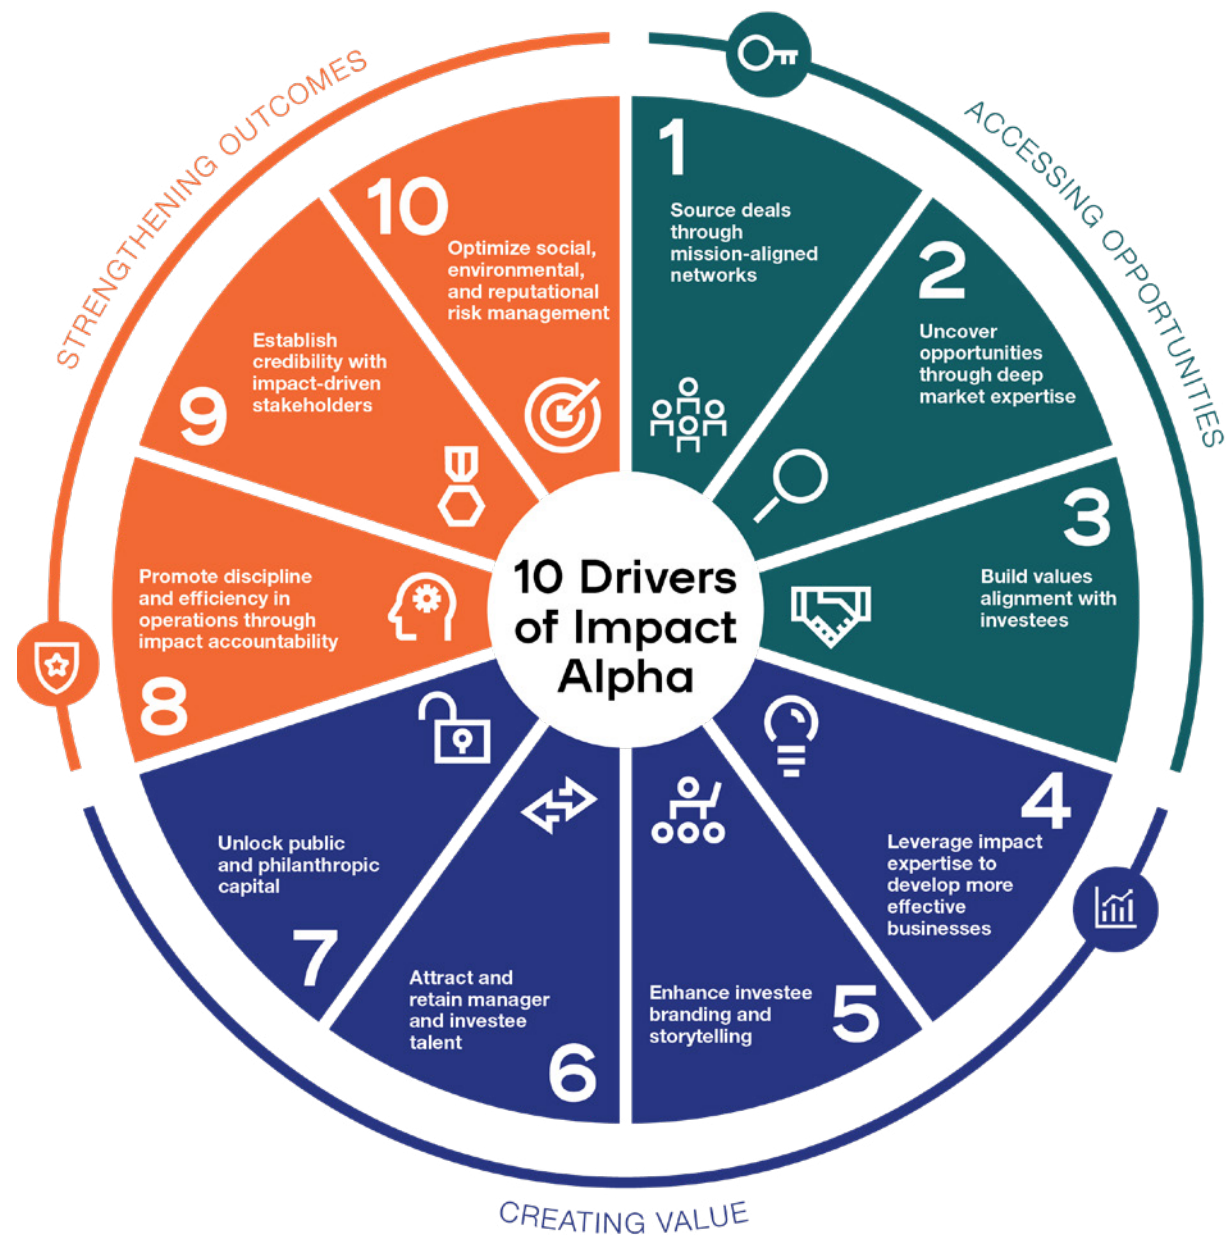 STRENGTHENING OUTCOMES
ACCESSING OPPORTUNITIES
CREATING VALUE
10 Drivers
of Impact
Alpha
1
Source deals
through
mission-aligned
networks
2
Uncover
opportunities
through deep
market expertise
3
Build values
alignment with
investees
4
Leverage impact
expertise to
develop more
effective
businesses
5
Enhance investee
branding and
storytelling
6
Attract and
retain manager
and investee
talent
7
Unlock public
and philanthropic
capital
8
Promote discipline
and efficiency in
operations through
impact accountability
9
Establish
credibility with
impact-driven
stakeholders
10
Optimize social,
environmental,
and reputational
risk management